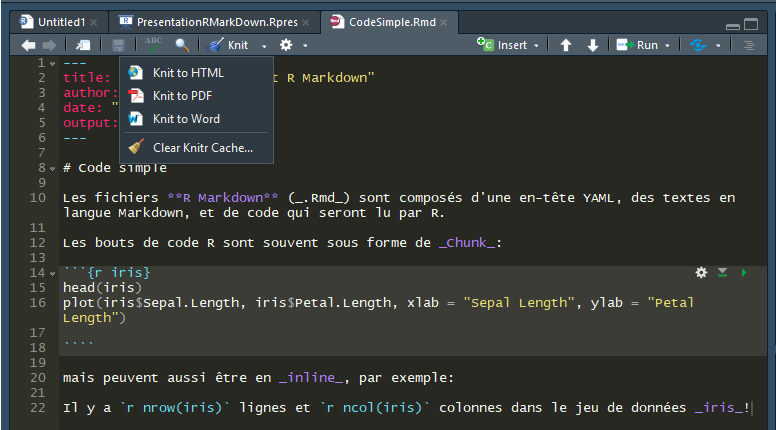 Untitled1 × PresentationRMarkDown.Rpres × CodeSimple.Rmd ×
ABC Knit Insert Run
Knit to HTML
Knit to PDF
Knit to Word
Clear Knitr Cache...
1 ---
2 title: t R Markdown"
3 author:
4 date: "
5 output:
6 ---
7
8 # Code simple
9
10 Les fichiers **R Markdown** (_.Rmd_) sont composés d'une en-tête YAML, des textes en
langue Markdown, et de code qui seront lu par R.
11
12 Les bouts de code R sont souvent sous forme de _Chunk_:
13
14 ```{r iris}
15 head(iris)
16 plot(iris$Sepal.Length, iris$Petal.Length, xlab = "Sepal Length", ylab = "Petal
Length")
17
18 ````
19
20 mais peuvent aussi être en _inline_, par exemple:
21
22 Il y a `r nrow(iris)` lignes et `r ncol(iris)` colonnes dans le jeu de données _iris_!